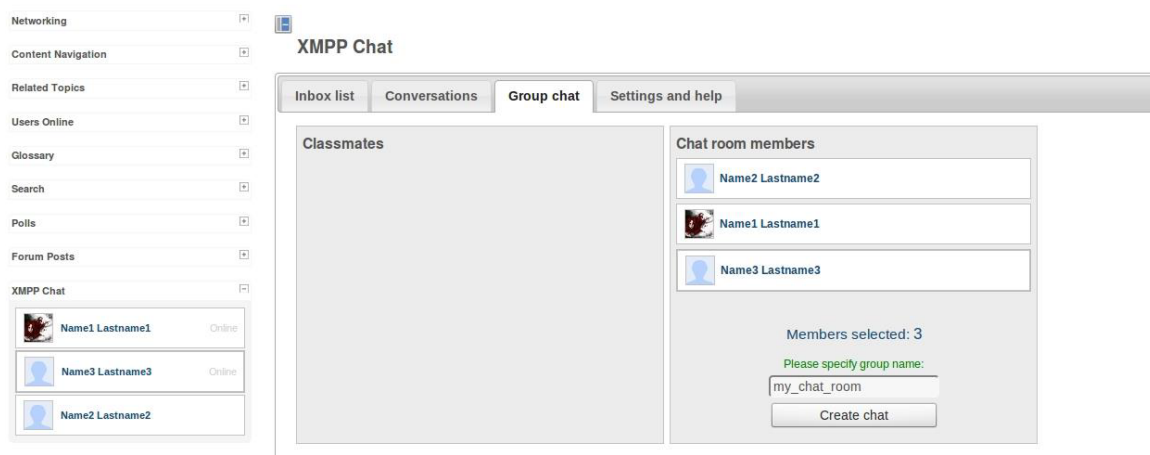 Networking
Content Navigation
Related Topics
Users Online
Glossary
Search
Polls
Forum Posts
XMPP Chat
Name1 Lastname1 Online
Name3 Lastname3 Online
Name2 Lastname2
XMPP Chat
Inbox list Conversations Group chat Settings and help
Classmates
Chat room members
Name2 Lastname2
Name1 Lastname1
Name3 Lastname3
Members selected: 3
Please specify group name:
my_chat_room
Create chat